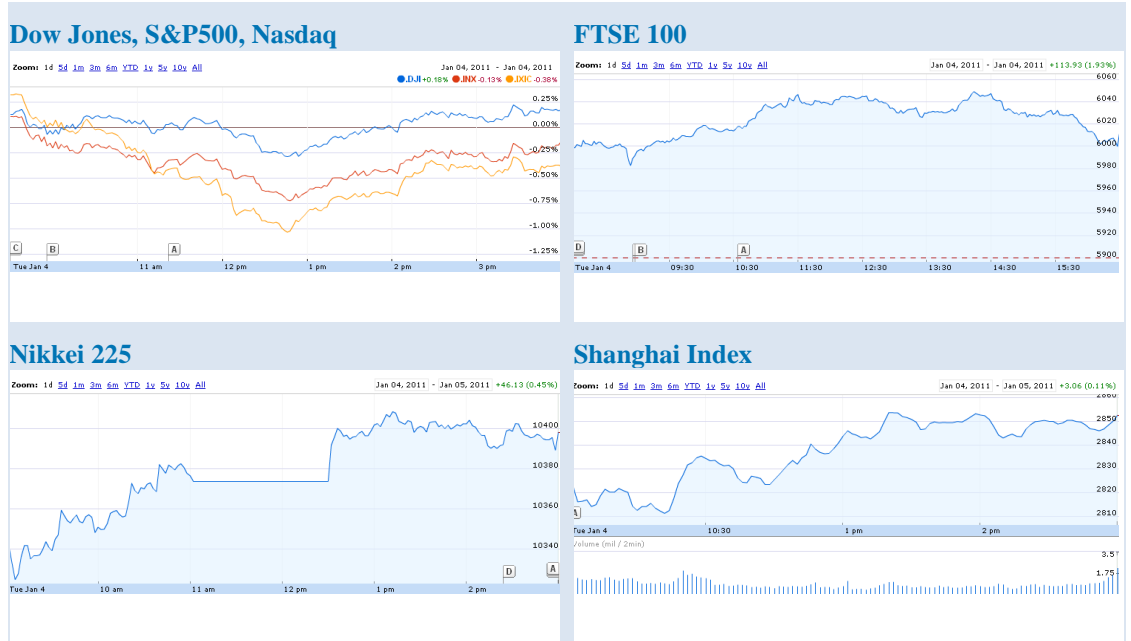 Dow Jones, S&P500, Nasdaq
Zoom: 1d 5d 1m 3m 6m YTD 1y 5y 10y All Jan 04, 2011 - Jan 04, 2011
.DJI +0.18% .INX -0.13% .IXIC -0.38%
0.25%
0.00%
-0.25%
-0.50%
-0.75%
-1.00%
-1.25%
C B A
Tue Jan 4 11 am 12 pm 1 pm 2 pm 3 pm
FTSE 100
Zoom: 1d 5d 1m 3m 6m YTD 1y 5y 10y All Jan 04, 2011 - Jan 04, 2011 +113.93 (1.93%)
6060
6040
6020
6000
5980
5960
5940
5920
5900
D B A
Tue Jan 4 09:30 10:30 11:30 12:30 13:30 14:30 15:30
Nikkei 225
Zoom: 1d 5d 1m 3m 6m YTD 1y 5y 10y All Jan 04, 2011 - Jan 05, 2011 +46.13 (0.45%)
10400
10380
10360
10340
D A
Tue Jan 4 10 am 11 am 12 pm 1 pm 2 pm
Shanghai Index
Zoom: 1d 5d 1m 3m 6m YTD 1y 5y 10y All Jan 04, 2011 - Jan 05, 2011 +3.06 (0.11%)
2860
2850
2840
2830
2820
2810
A
Tue Jan 4 10:30 1 pm 2 pm
Volume (mil / 2min)
3.5
1.75